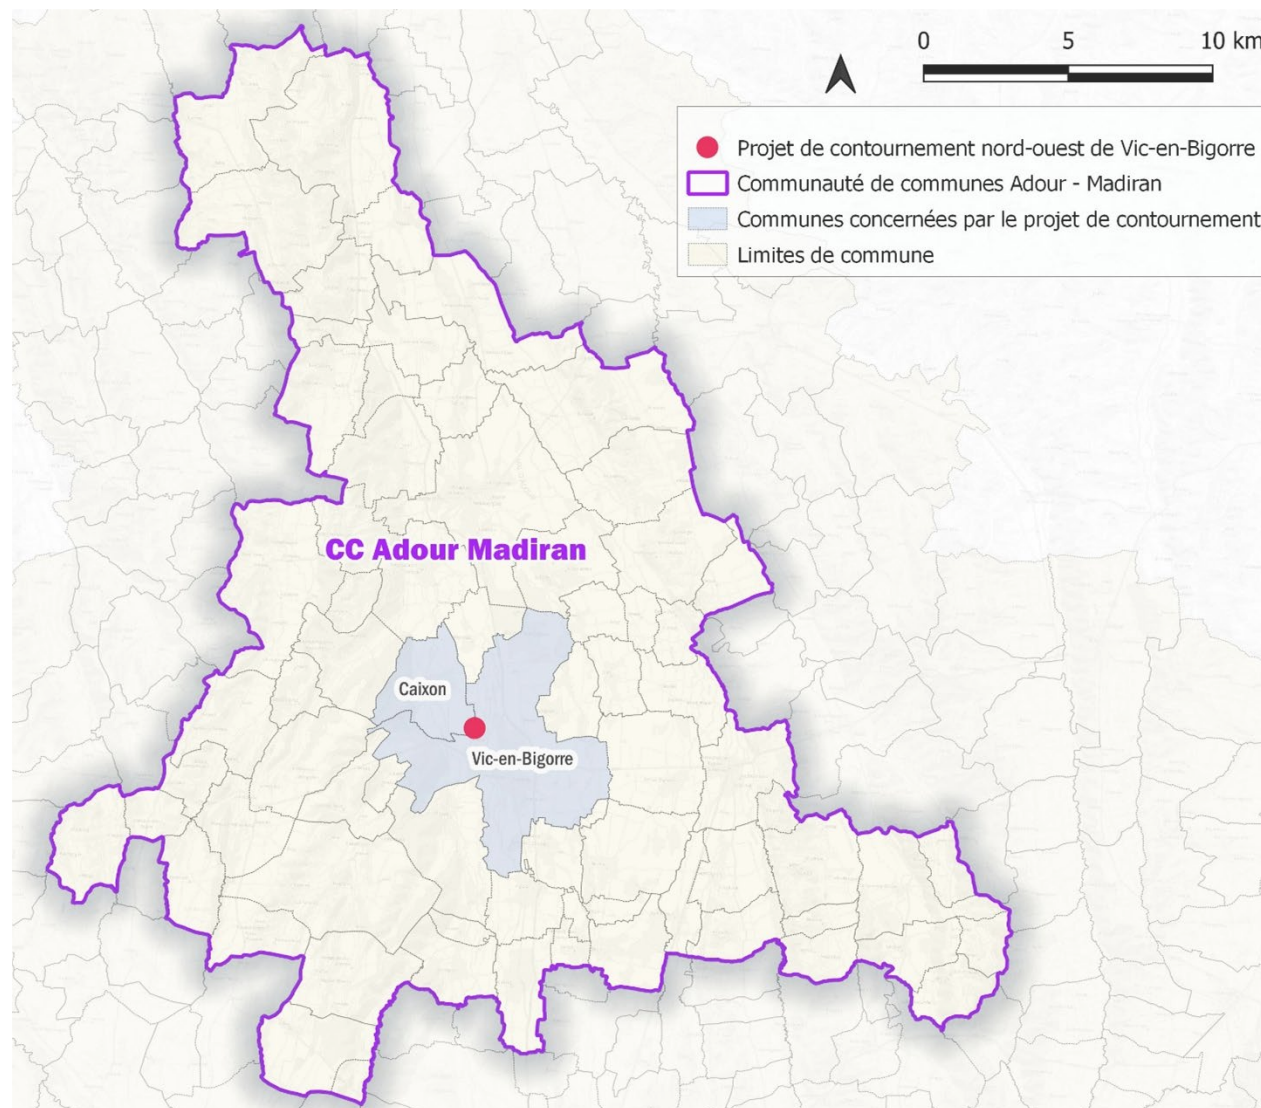 0 5 10 km
Projet de contournement nord-ouest de Vic-en-Bigorre
Communauté de communes Adour - Madiran
Communes concernées par le projet de contournement
Limites de commune
CC Adour Madiran
Caixon
Vic-en-Bigorre